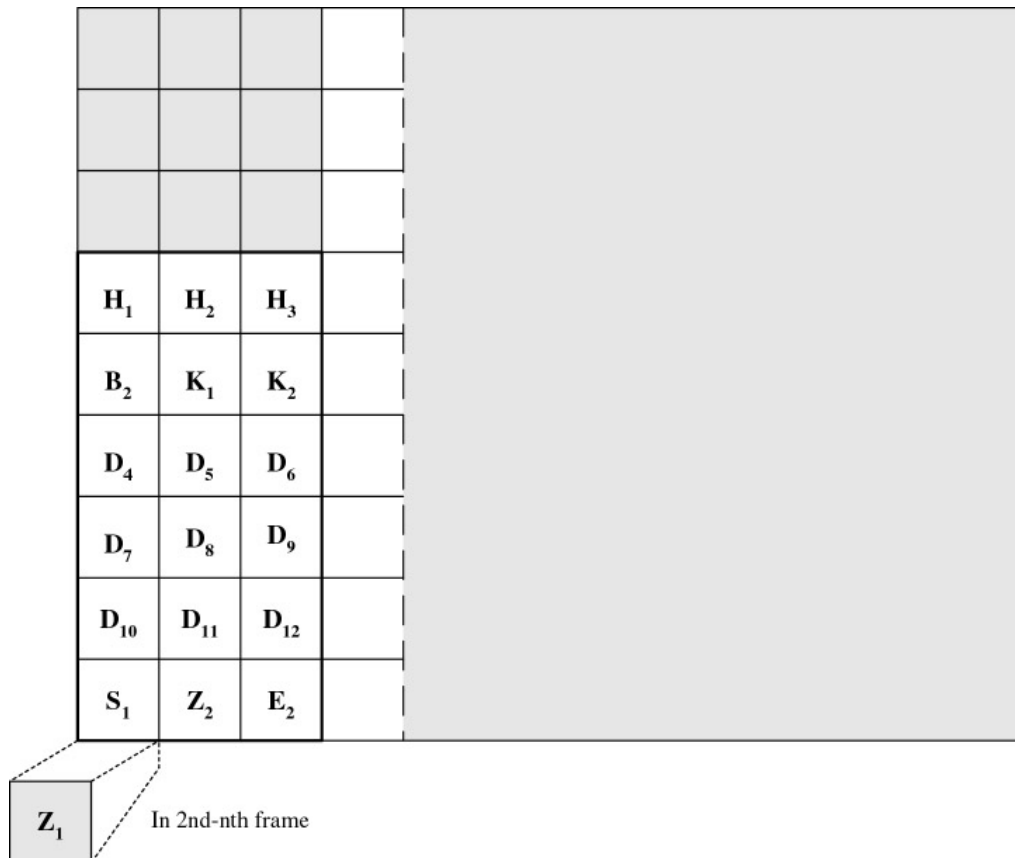 H1 H2 H3
B2 K1 K2
D4 D5 D6
D7 D8 D9
D10 D11 D12
S1 Z2 E2
Z1 In 2nd-nth frame